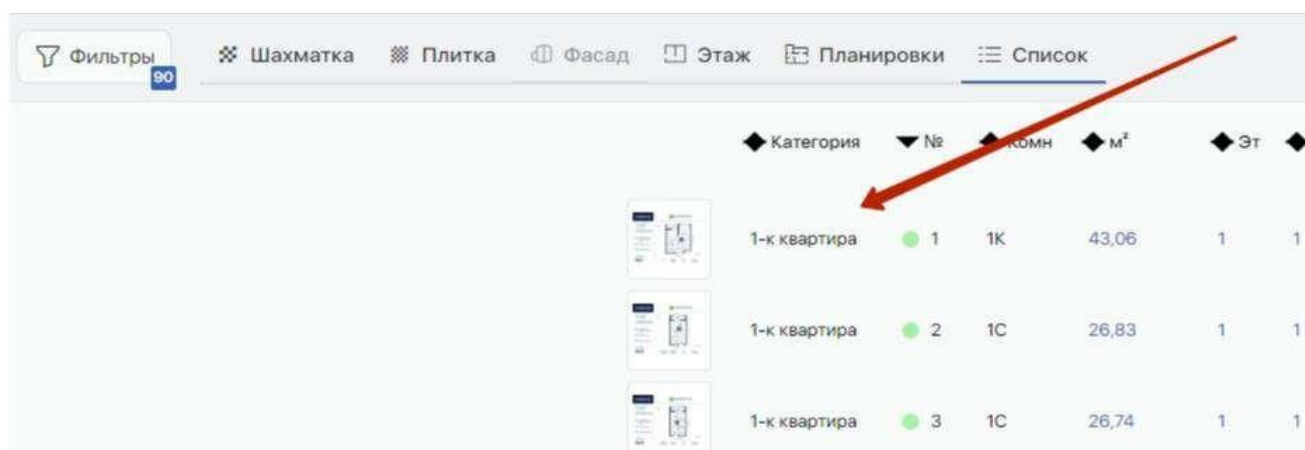 Фильтры 90 Шахматка Плитка Фасад Этаж Планировки Список
Категория № Комн м² Эт
1-к квартира 1 1К 43,06 1 1
1-к квартира 2 1С 26,83 1 1
1-к квартира 3 1С 26,74 1 1